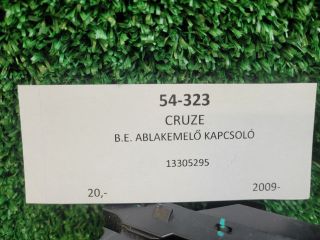 54-323
CRUZE
B.E. ABLAKEMELŐ KAPCSOLÓ
13305295
20,- 2009-